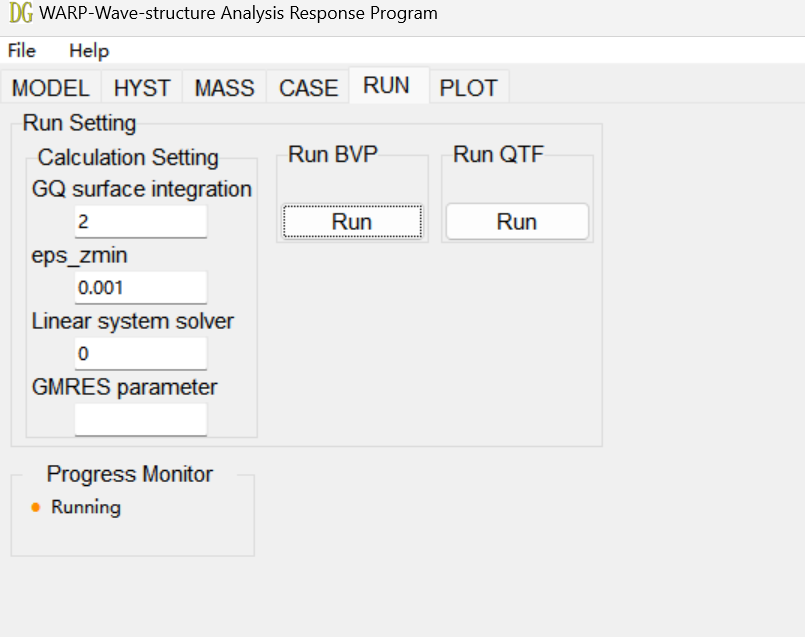 DG WARP-Wave-structure Analysis Response Program
File Help
MODEL HYST MASS CASE RUN PLOT
Run Setting
Calculation Setting Run BVP Run QTF
GQ surface integration
2 Run Run
eps_zmin
0.001
Linear system solver
0
GMRES parameter
Progress Monitor
Running